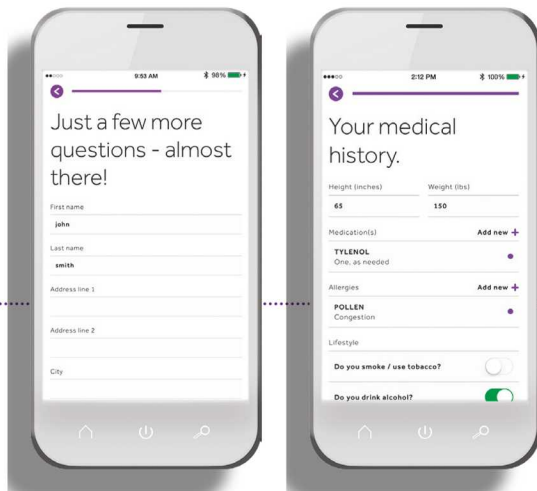 9:53 AM
98%
Just a few more
questions - almost
there!
First name
john
Last name
smith
Address line 1
Address line 2
City
2:12 PM
100%
Your medical
history.
Height (inches)
Weight (lbs)
65
150
Medication(s)
Add new +
TYLENOL
One, as needed
Allergies
Add new +
POLLEN
Congestion
Lifestyle
Do you smoke / use tobacco?
Do you drink alcohol?